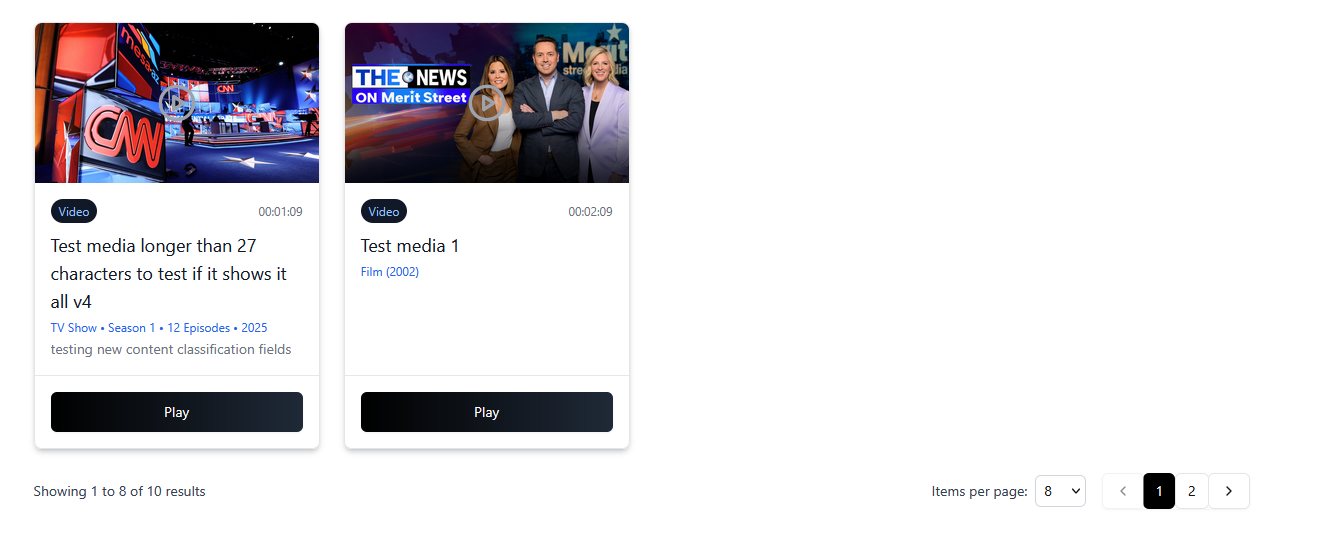 CNN
CNN
THE NEWS
ON Merit Street
Merit
Video
00:01:09
Test media longer than 27
characters to test if it shows it
all v4
TV Show • Season 1 • 12 Episodes • 2025
testing new content classification fields
Play
Video
00:02:09
Test media 1
Film (2002)
Play
Showing 1 to 8 of 10 results
Items per page: 8
1 2